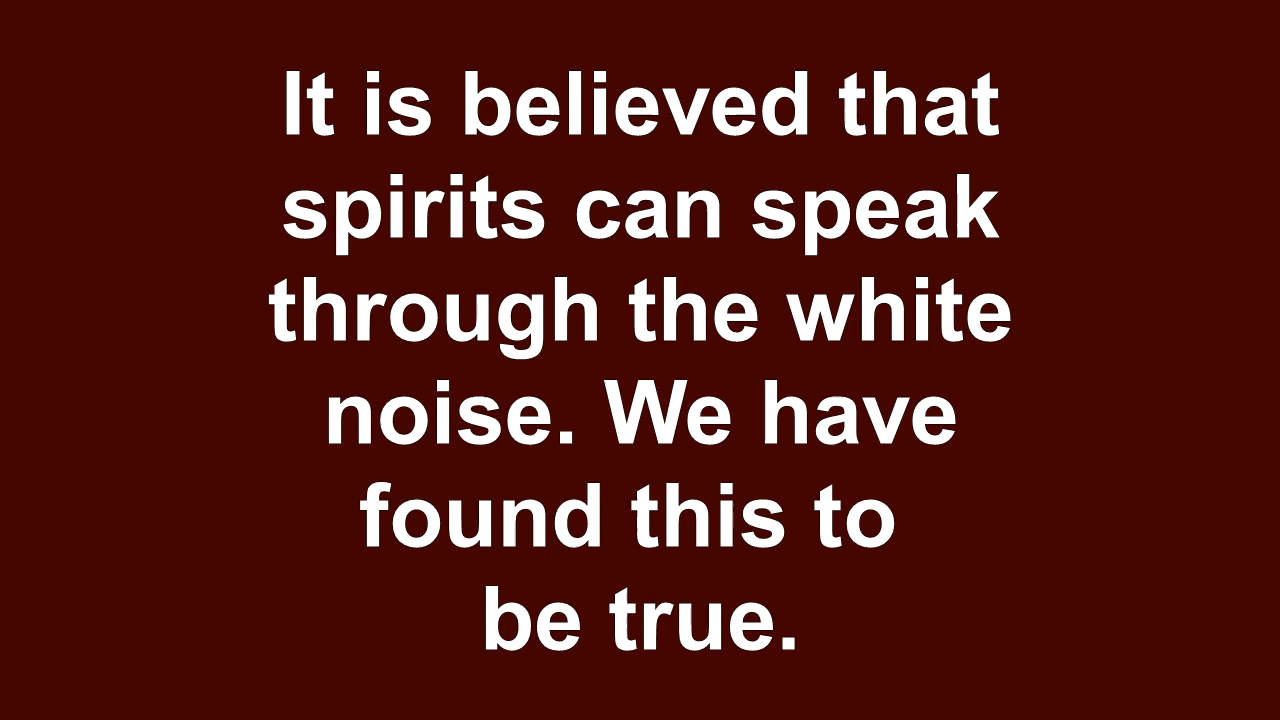 It is believed that
spirits can speak
through the white
noise. We have
found this to
be true.